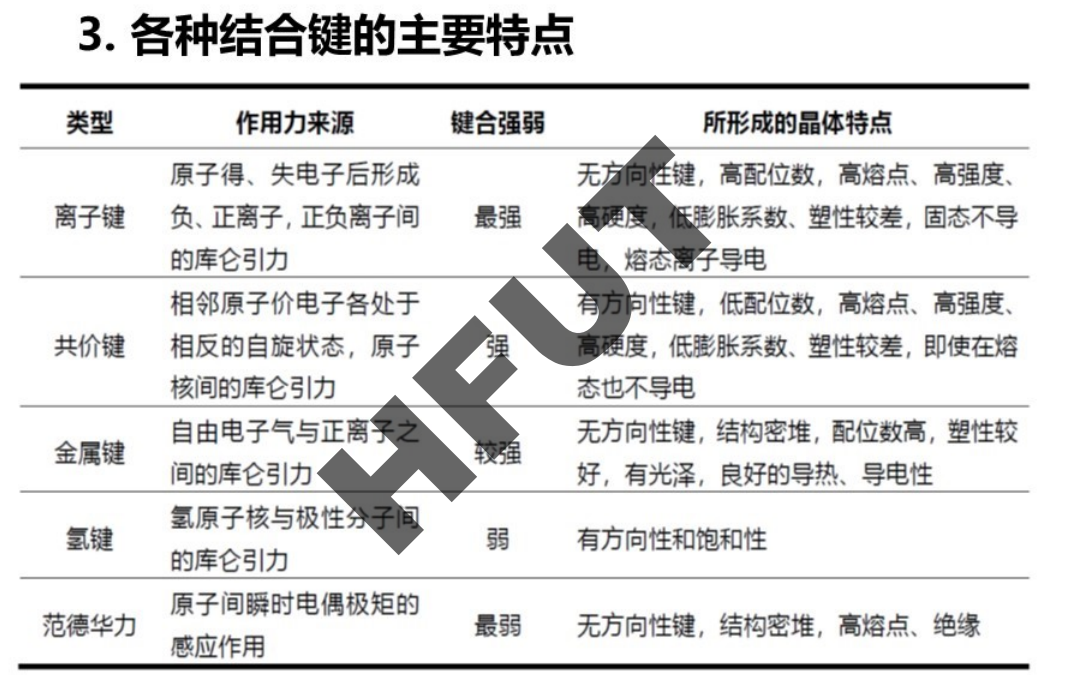 3. 各种结合键的主要特点
类型 作用力来源 键合强弱 所形成的晶体特点
原子得、失电子后形成 无方向性键，高配位数，高熔点、高强度、
离子键 负、正离子，正负离子间 最强 高硬度，低膨胀系数、塑性较差，固态不导
的库仑引力 电，熔态离子导电
相邻原子价电子各处于 有方向性键，低配位数，高熔点、高强度、
共价键 相反的自旋状态，原子 强 高硬度，低膨胀系数、塑性较差，即使在熔
核间的库仑引力 态也不导电
自由电子气与正离子之 无方向性键，结构密堆，配位数高，塑性较
金属键 较强
间的库仑引力 好，有光泽，良好的导热、导电性
氢原子核与极性分子间
氢键 弱 有方向性和饱和性
的库仑引力
原子间瞬时电偶极矩的
范德华力 最弱 无方向性键，结构密堆，高熔点、绝缘
感应作用
HFUT